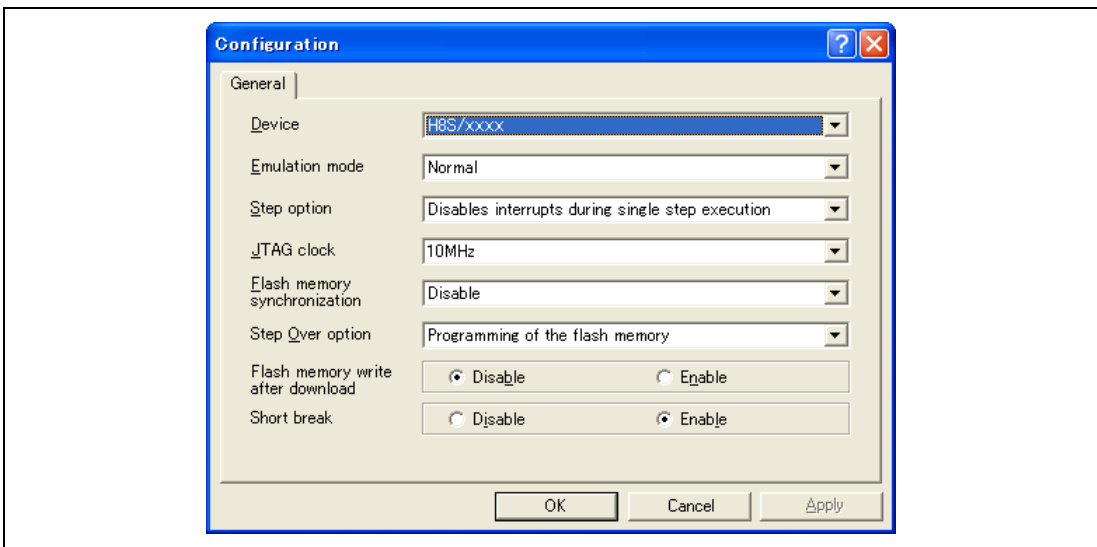 Configuration
General
Device H8S/xxxx
Emulation mode Normal
Step option Disables interrupts during single step execution
JTAG clock 10MHz
Flash memory
synchronization Disable
Step Over option Programming of the flash memory
Flash memory write
after download Disable Enable
Short break Disable Enable
OK Cancel Apply